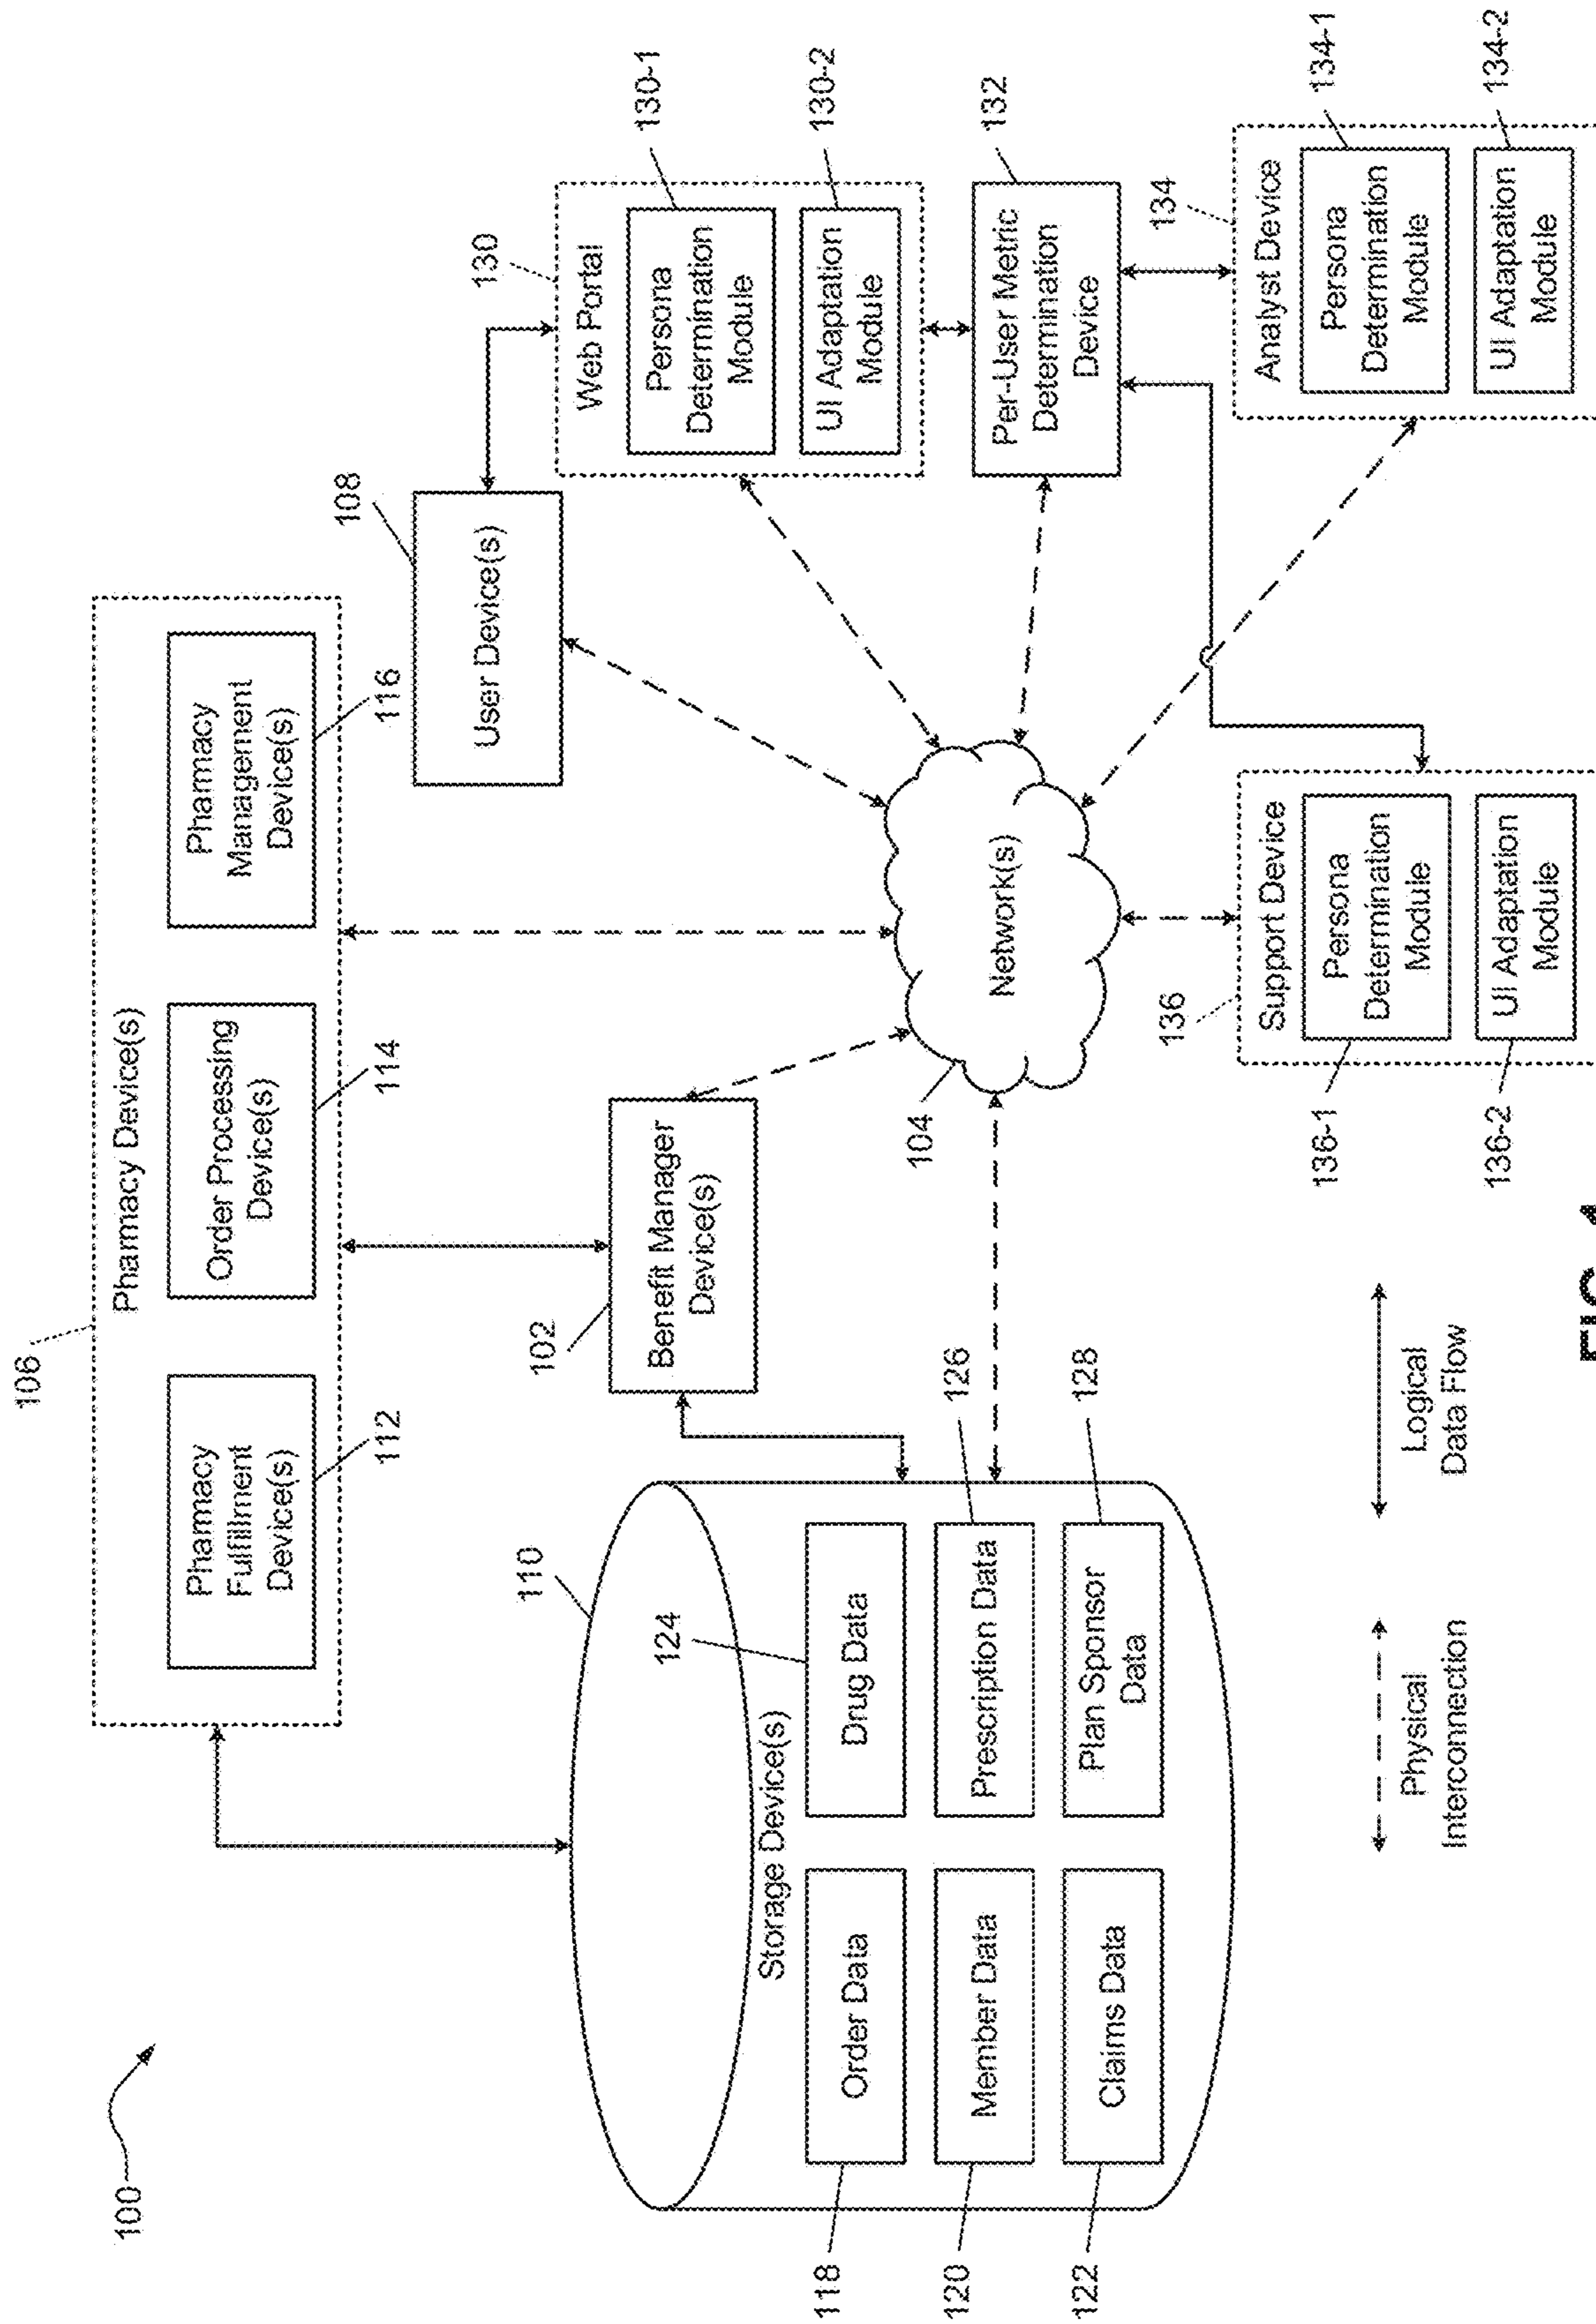 100
106
Pharmacy Device(s)
Pharmacy
Fulfillment
Device(s)
112
Order Processing
Device(s)
114
Pharmacy
Management
Device(s)
116
108
User Device(s)
102
Benefit Manager
Device(s)
110
Storage Device(s)
124
Order Data
Drug Data
Member Data
Prescription Data
Claims Data
Plan Sponsor
Data
118
120
122
126
128
104
Network(s)
130
Web Portal
Persona
Determination
Module
130-1
UI Adaptation
Module
130-2
Per-User Metric
Determination
Device
132
134
Analyst Device
Persona
Determination
Module
134-1
UI Adaptation
Module
134-2
136
Support Device
Persona
Determination
Module
136-1
UI Adaptation
Module
136-2
Physical
Interconnection
Logical
Data Flow
FIG. 1